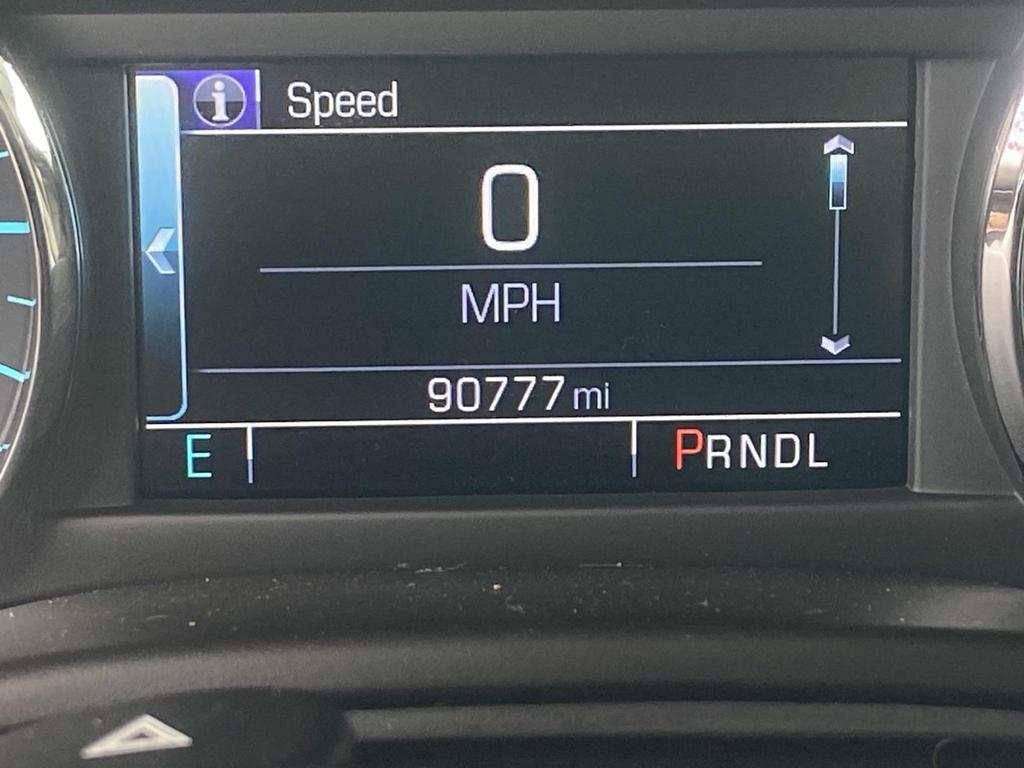 i Speed
0
MPH
90777 mi
E PRNDL